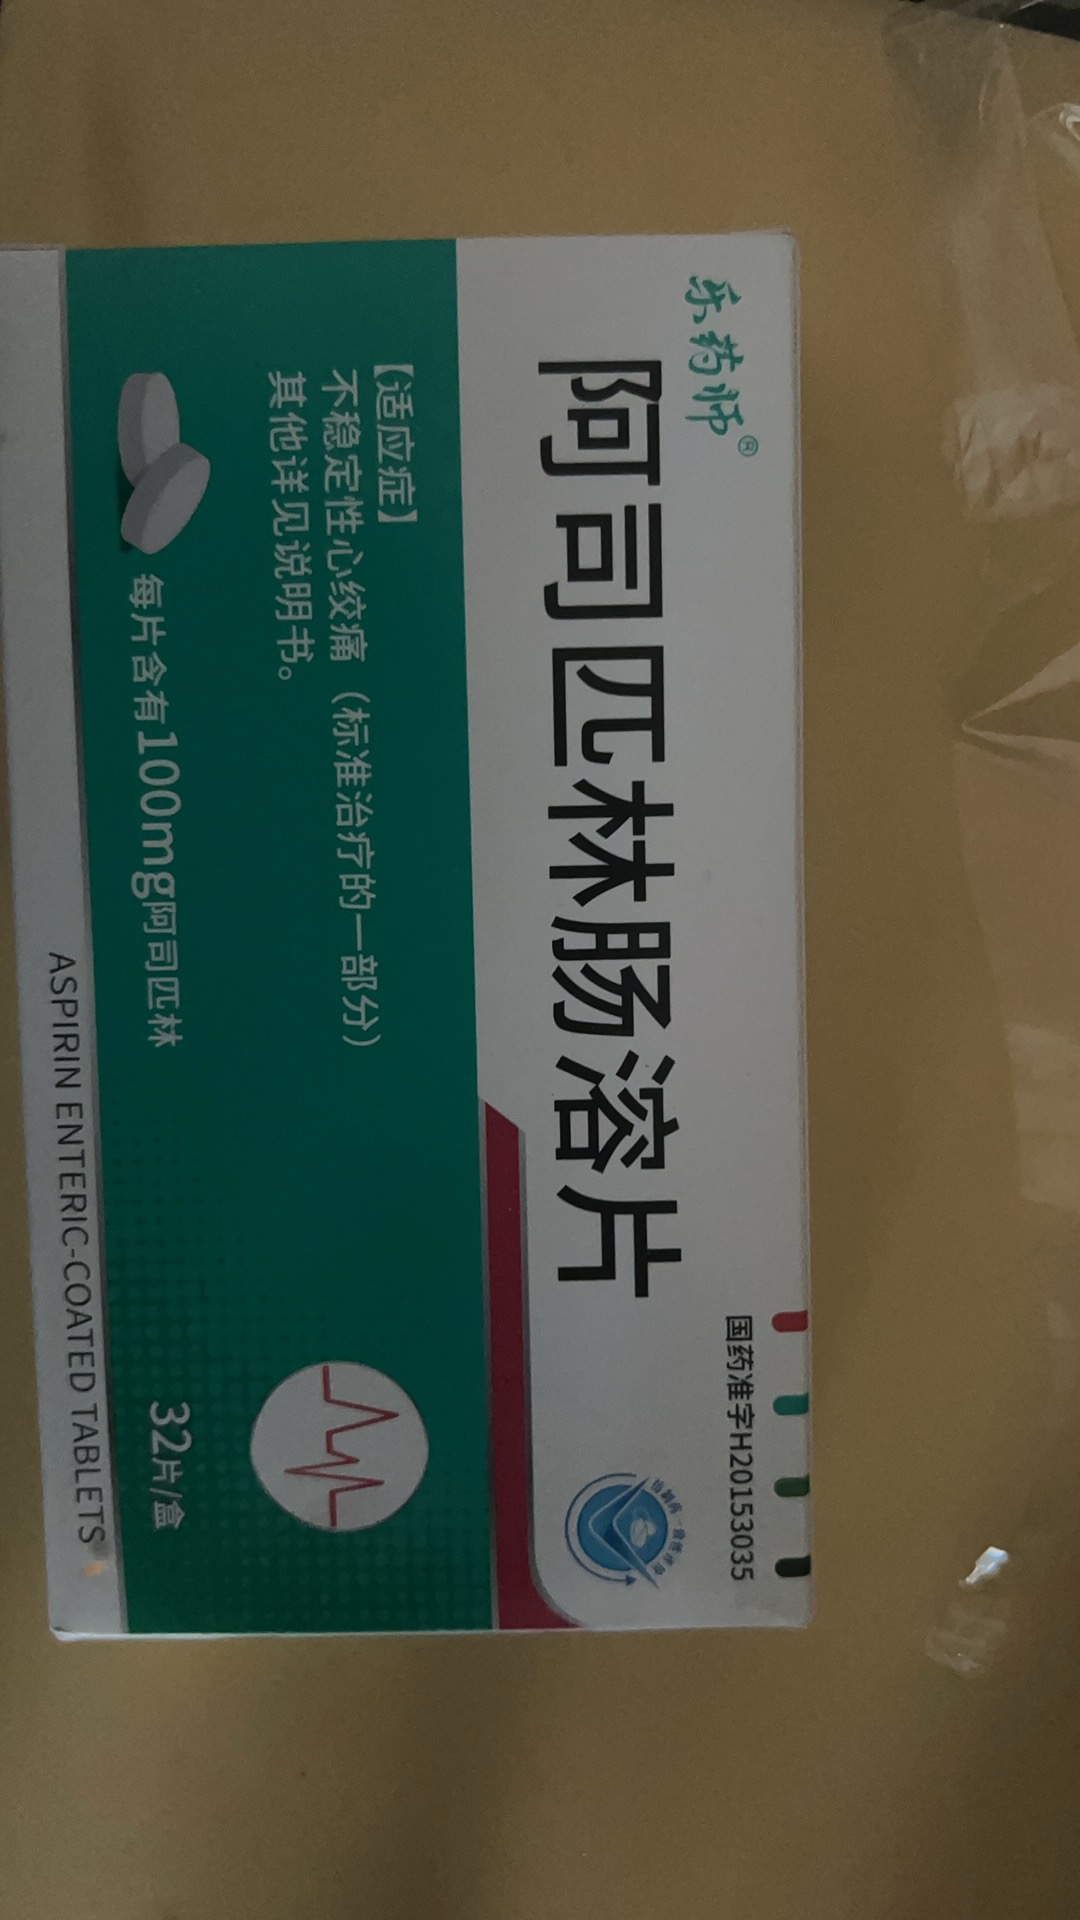 乐药师®
国药准字H20153035
阿司匹林肠溶片
【适应症】
不稳定性心绞痛（标准治疗的一部分）
其他详见说明书。
每片含有100mg阿司匹林
32片/盒
ASPIRIN ENTERIC-COATED TABLETS